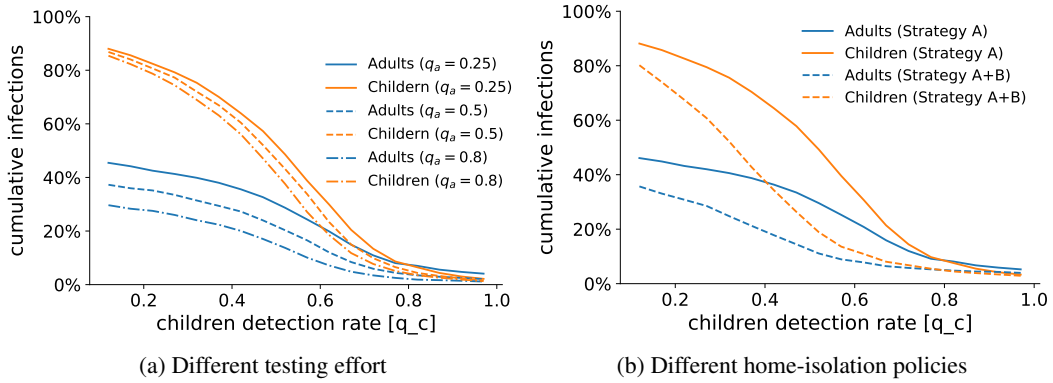 100%
80%
60%
40%
20%
0%
cumulative infections
0.2 0.4 0.6 0.8 1.0
children detection rate [q_c]
Adults (q_a = 0.25)
Childern (q_a = 0.25)
Adults (q_a = 0.5)
Childern (q_a = 0.5)
Adults (q_a = 0.8)
Children (q_a = 0.8)
(a) Different testing effort
100%
80%
60%
40%
20%
0%
cumulative infections
0.2 0.4 0.6 0.8 1.0
children detection rate [q_c]
Adults (Strategy A)
Children (Strategy A)
Adults (Strategy A+B)
Children (Strategy A+B)
(b) Different home-isolation policies